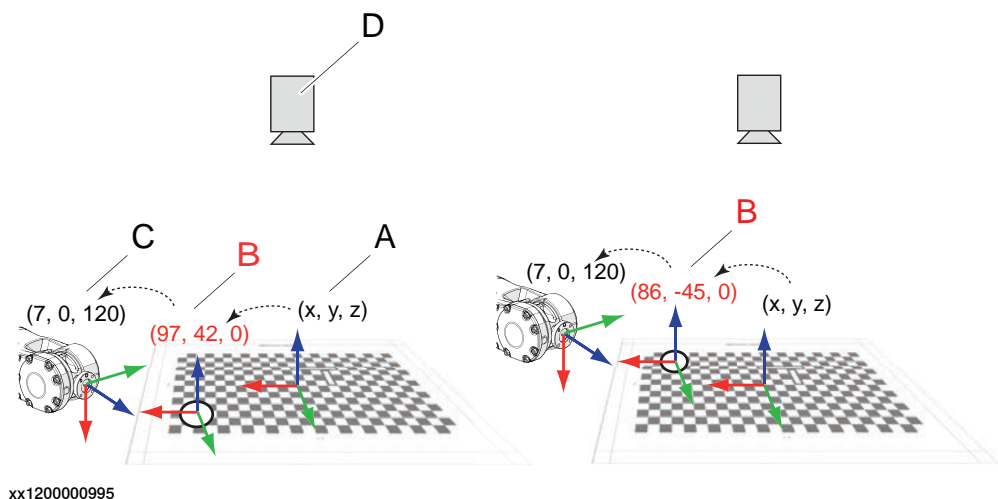 D
C
B
A
(7, 0, 120)
(97, 42, 0)
(x, y, z)
B
(7, 0, 120)
(86, -45, 0)
(x, y, z)
xx1200000995